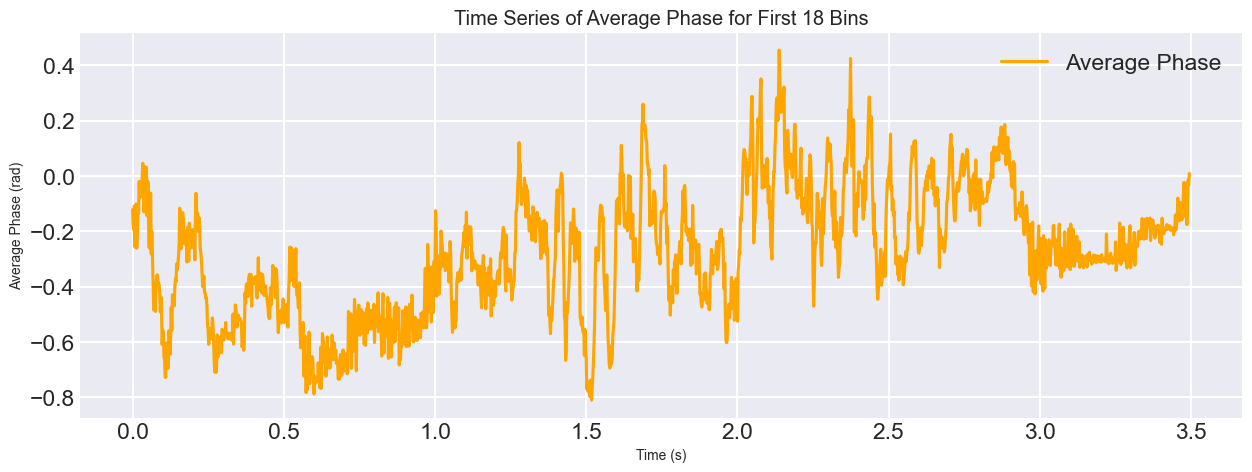 Time Series of Average Phase for First 18 Bins
Average Phase
Average Phase (rad)
0.4
0.2
0.0
−0.2
−0.4
−0.6
−0.8
0.0 0.5 1.0 1.5 2.0 2.5 3.0 3.5
Time (s)